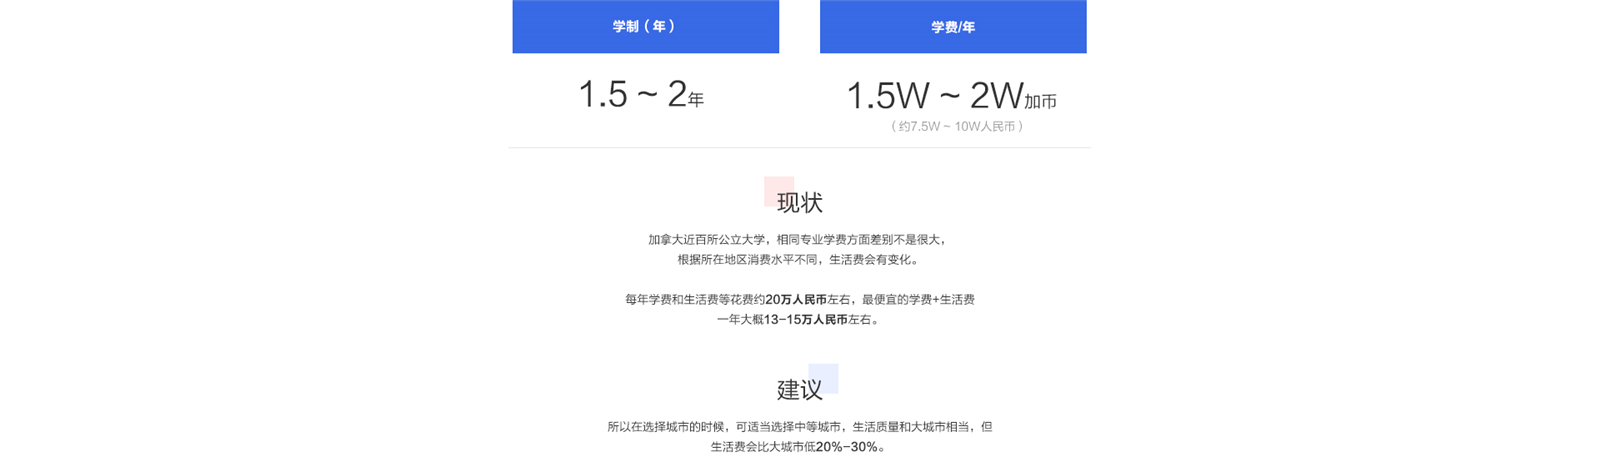 学制（年）
学费/年
1.5 ~ 2年
1.5W ~ 2W加币
（约7.5W ~ 10W人民币）
现状
加拿大近百所公立大学，相同专业学费方面差别不是很大，
根据所在地区消费水平不同，生活费会有变化。
每年学费和生活费等花费约20万人民币左右，最便宜的学费+生活费
一年大概13-15万人民币左右。
建议
所以在选择城市的时候，可适当选择中等城市，生活质量和大城市相当，但
生活费会比大城市低20%-30%。